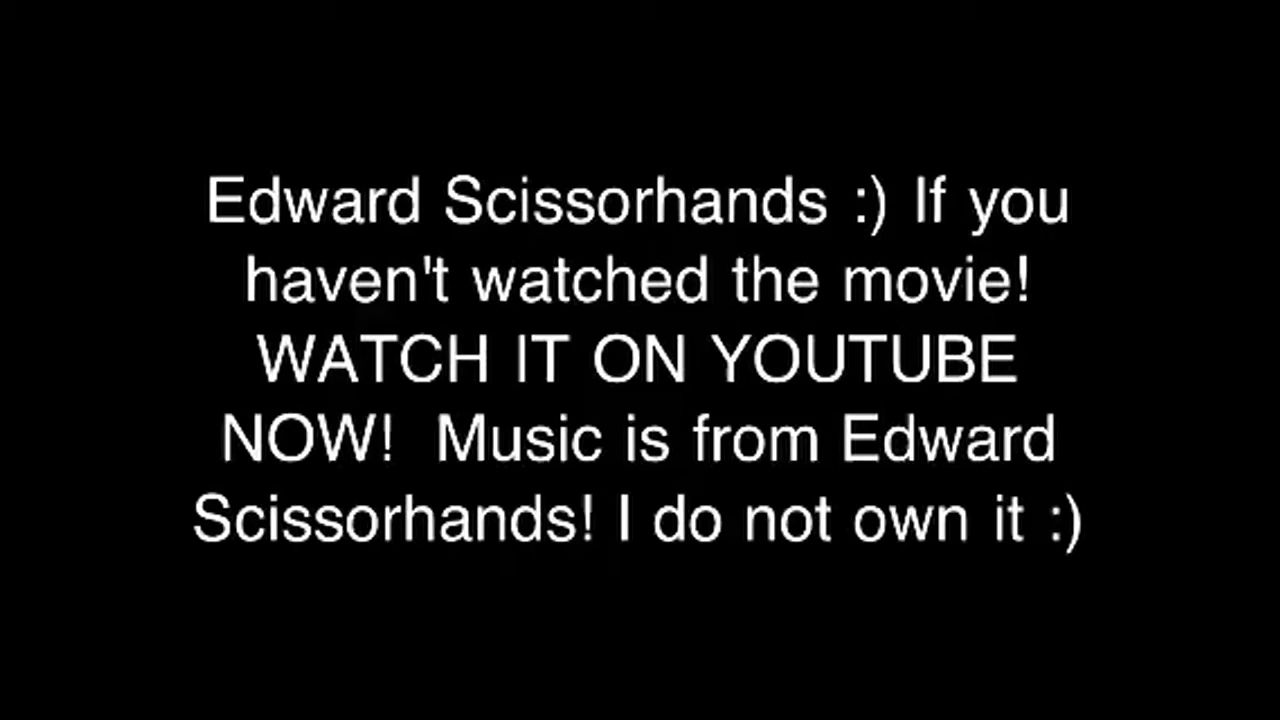 Edward Scissorhands :) If you
haven't watched the movie!
WATCH IT ON YOUTUBE
NOW!  Music is from Edward
Scissorhands! I do not own it :)